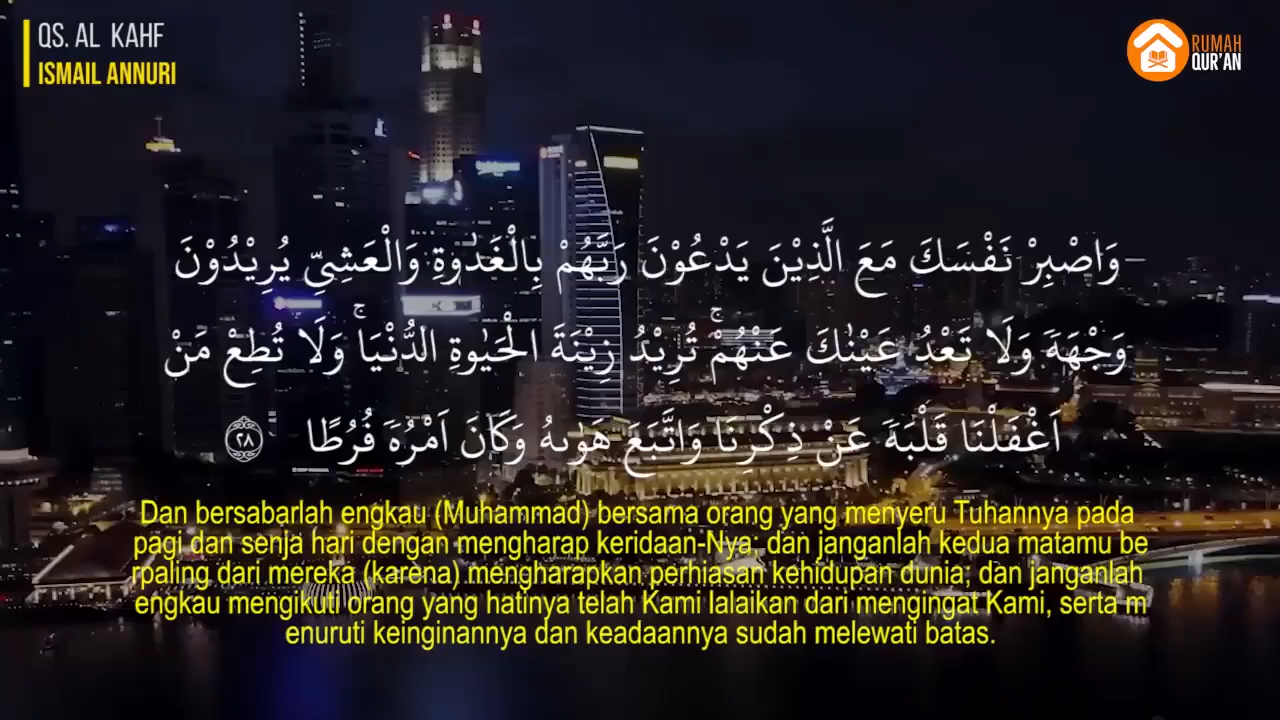 QS. AL KAHF
ISMAIL ANNURI
RUMAH
QUR'AN
وَاصْبِرْ نَفْسَكَ مَعَ الَّذِيْنَ يَدْعُوْنَ رَبَّهُمْ بِالْغَدٰوةِ وَالْعَشِيِّ يُرِيْدُوْنَ
وَجْهَهٗ وَلَا تَعْدُ عَيْنٰكَ عَنْهُمْۚ تُرِيْدُ زِيْنَةَ الْحَيٰوةِ الدُّنْيَاۚ وَلَا تُطِعْ مَنْ
اَغْفَلْنَا قَلْبَهٗ عَنْ ذِكْرِنَا وَاتَّبَعَ هَوٰىهُ وَكَانَ اَمْرُهٗ فُرُطًا ٢٨
Dan bersabarlah engkau (Muhammad) bersama orang yang menyeru Tuhannya pada
pagi dan senja hari dengan mengharap keridaan-Nya; dan janganlah kedua matamu be
rpaling dari mereka (karena) mengharapkan perhiasan kehidupan dunia; dan janganlah
engkau mengikuti orang yang hatinya telah Kami lalaikan dari mengingat Kami, serta m
enuruti keinginannya dan keadaannya sudah melewati batas.